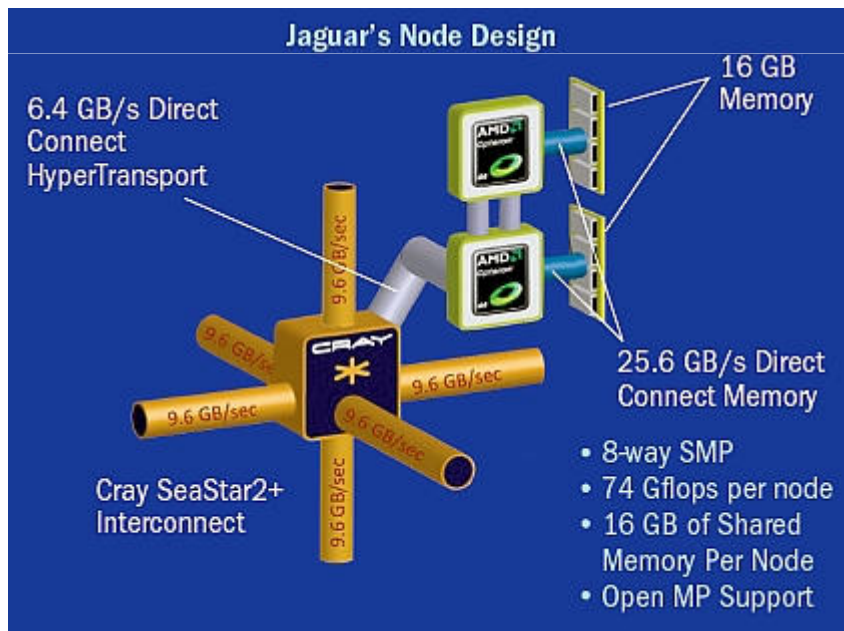 Jaguar's Node Design
6.4 GB/s Direct
Connect
HyperTransport
16 GB
Memory
AMD
Opteron
AMD
Opteron
9.6 GB/sec
9.6 GB/sec
CRAY
9.6 GB/sec
9.6 GB/sec
9.6 GB/sec
9.6 GB/sec
25.6 GB/s Direct
Connect Memory
Cray SeaStar2+
Interconnect
• 8-way SMP
• 74 Gflops per node
• 16 GB of Shared
Memory Per Node
• Open MP Support